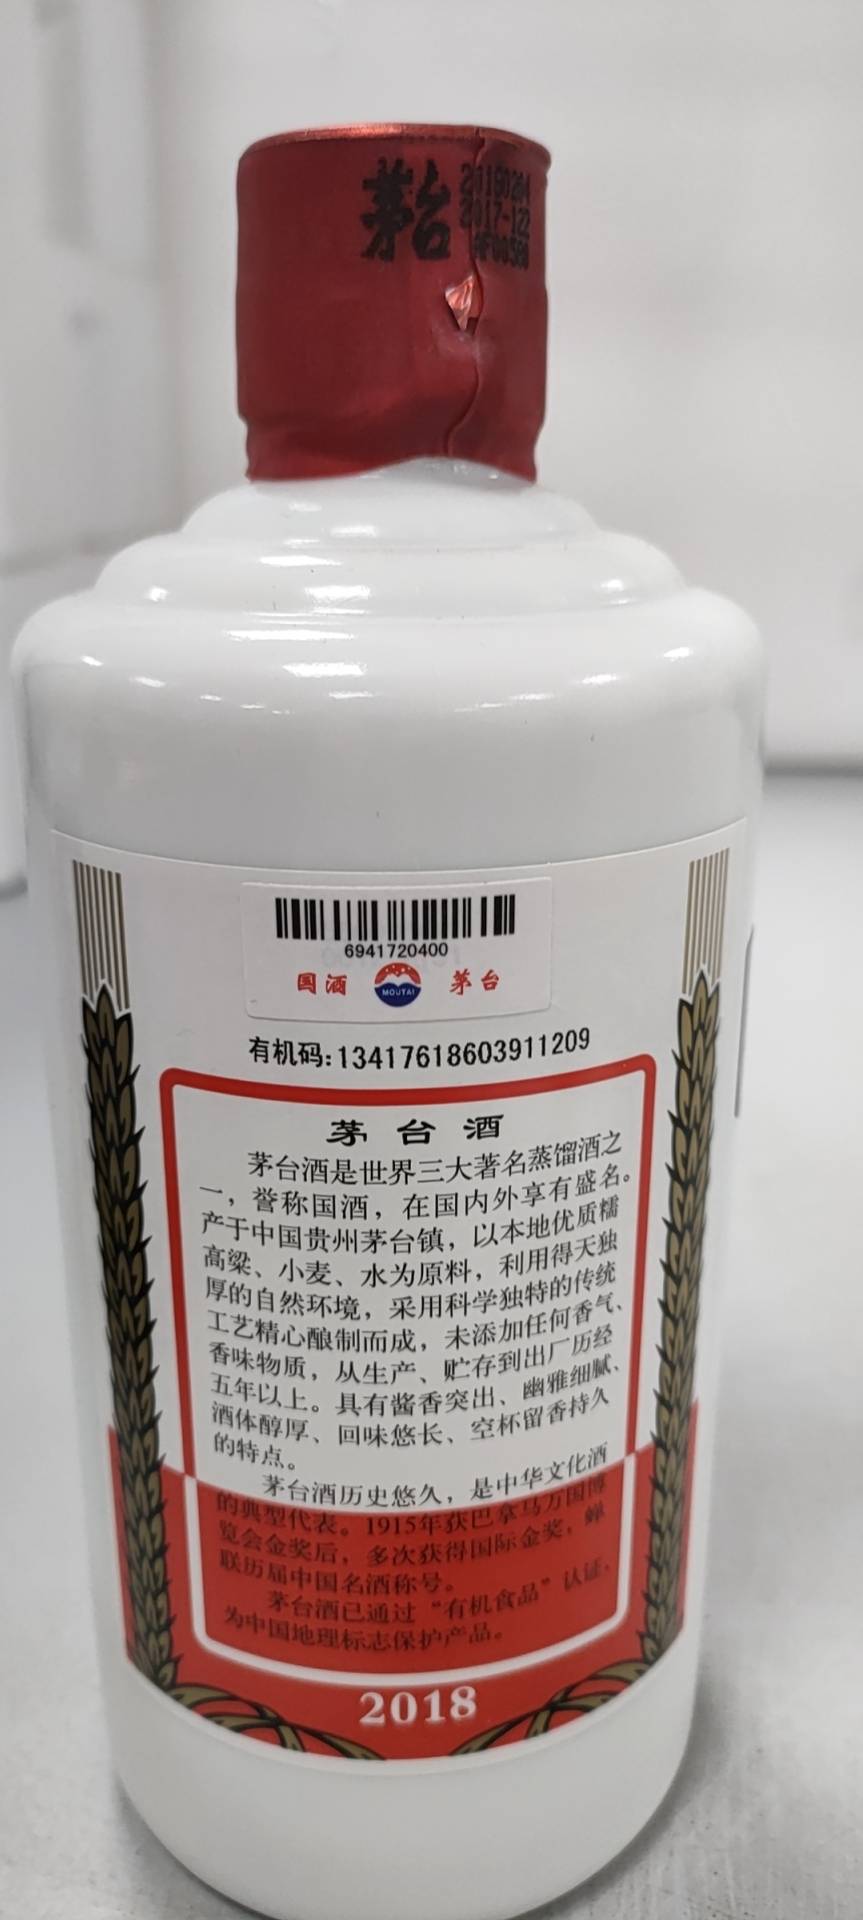 茅台
20180204
2017-122
6941720400
国酒
MOUTAI
茅台
有机码:13417618603911209
茅台酒
茅台酒是世界三大著名蒸馏酒之
一，誉称国酒，在国内外享有盛名。
产于中国贵州茅台镇，以本地优质糯
高粱、小麦、水为原料，利用得天独
厚的自然环境，采用科学独特的传统
工艺精心酿制而成，未添加任何香气、
香味物质，从生产、贮存到出厂历经
五年以上。具有酱香突出、幽雅细腻、
酒体醇厚、回味悠长、空杯留香持久
的特点。
茅台酒历史悠久，是中华文化酒
的典型代表。1915年获巴拿马万国博
览会金奖后，多次获得国际金奖，蝉
联历届中国名酒称号。
茅台酒已通过“有机食品”认证，
为中国地理标志保护产品。
2018